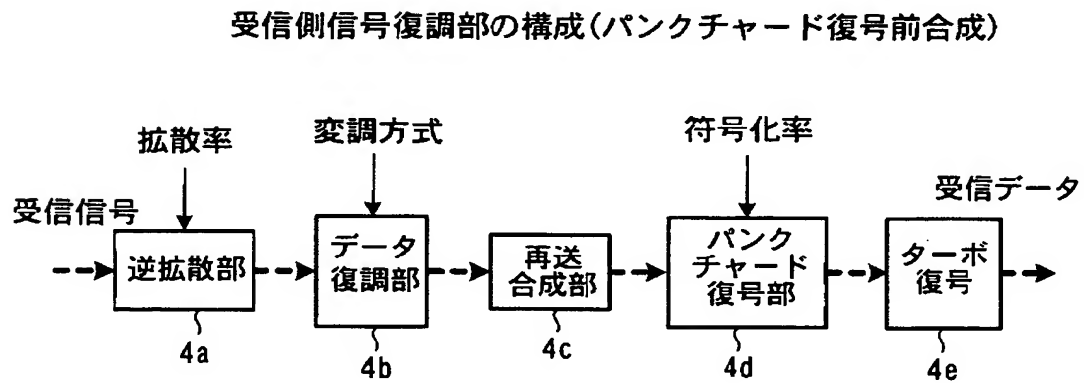 受信側信号復調部の構成(パンクチャード復号前合成)
拡散率
変調方式
符号化率
受信信号
受信データ
逆拡散部
データ
復調部
再送
合成部
パンク
チャード
復号部
ターボ
復号
4a
4b
4c
4d
4e